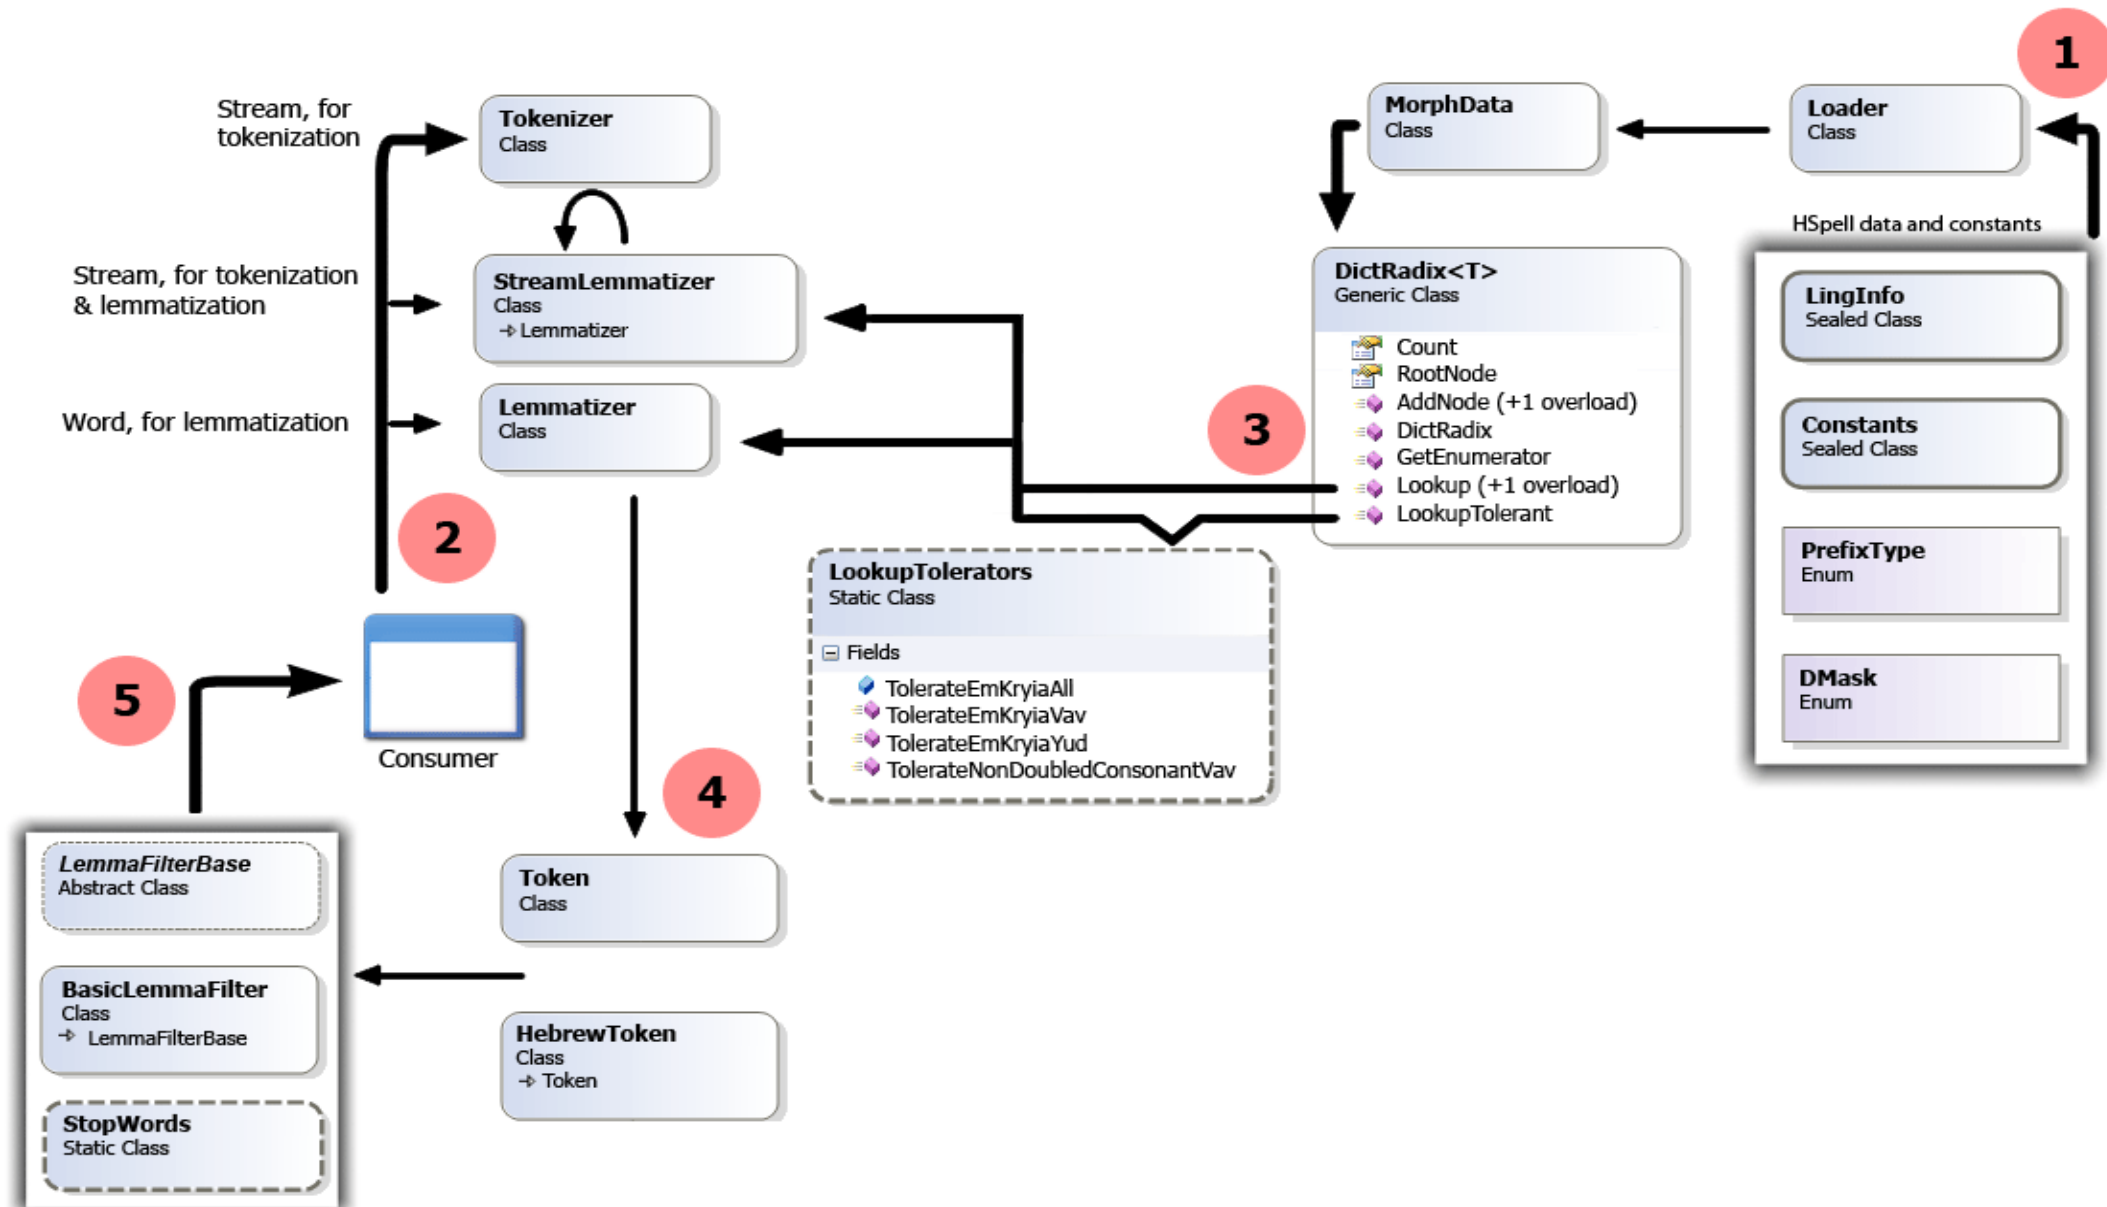 1
Stream, for
tokenization
Tokenizer
Class
MorphData
Class
Loader
Class
HSpell data and constants
Stream, for tokenization
& lemmatization
StreamLemmatizer
Class
Lemmatizer
DictRadix<T>
Generic Class
Count
RootNode
AddNode (+1 overload)
DictRadix
GetEnumerator
Lookup (+1 overload)
LookupTolerant
LingInfo
Sealed Class
Constants
Sealed Class
PrefixType
Enum
DMask
Enum
Word, for lemmatization
Lemmatizer
Class
3
2
LookupTolerators
Static Class
Fields
TolerateEmKryiaAll
TolerateEmKryiaVav
TolerateEmKryiaYud
TolerateNonDoubledConsonantVav
5
Consumer
4
LemmaFilterBase
Abstract Class
BasicLemmaFilter
Class
LemmaFilterBase
StopWords
Static Class
Token
Class
HebrewToken
Class
Token